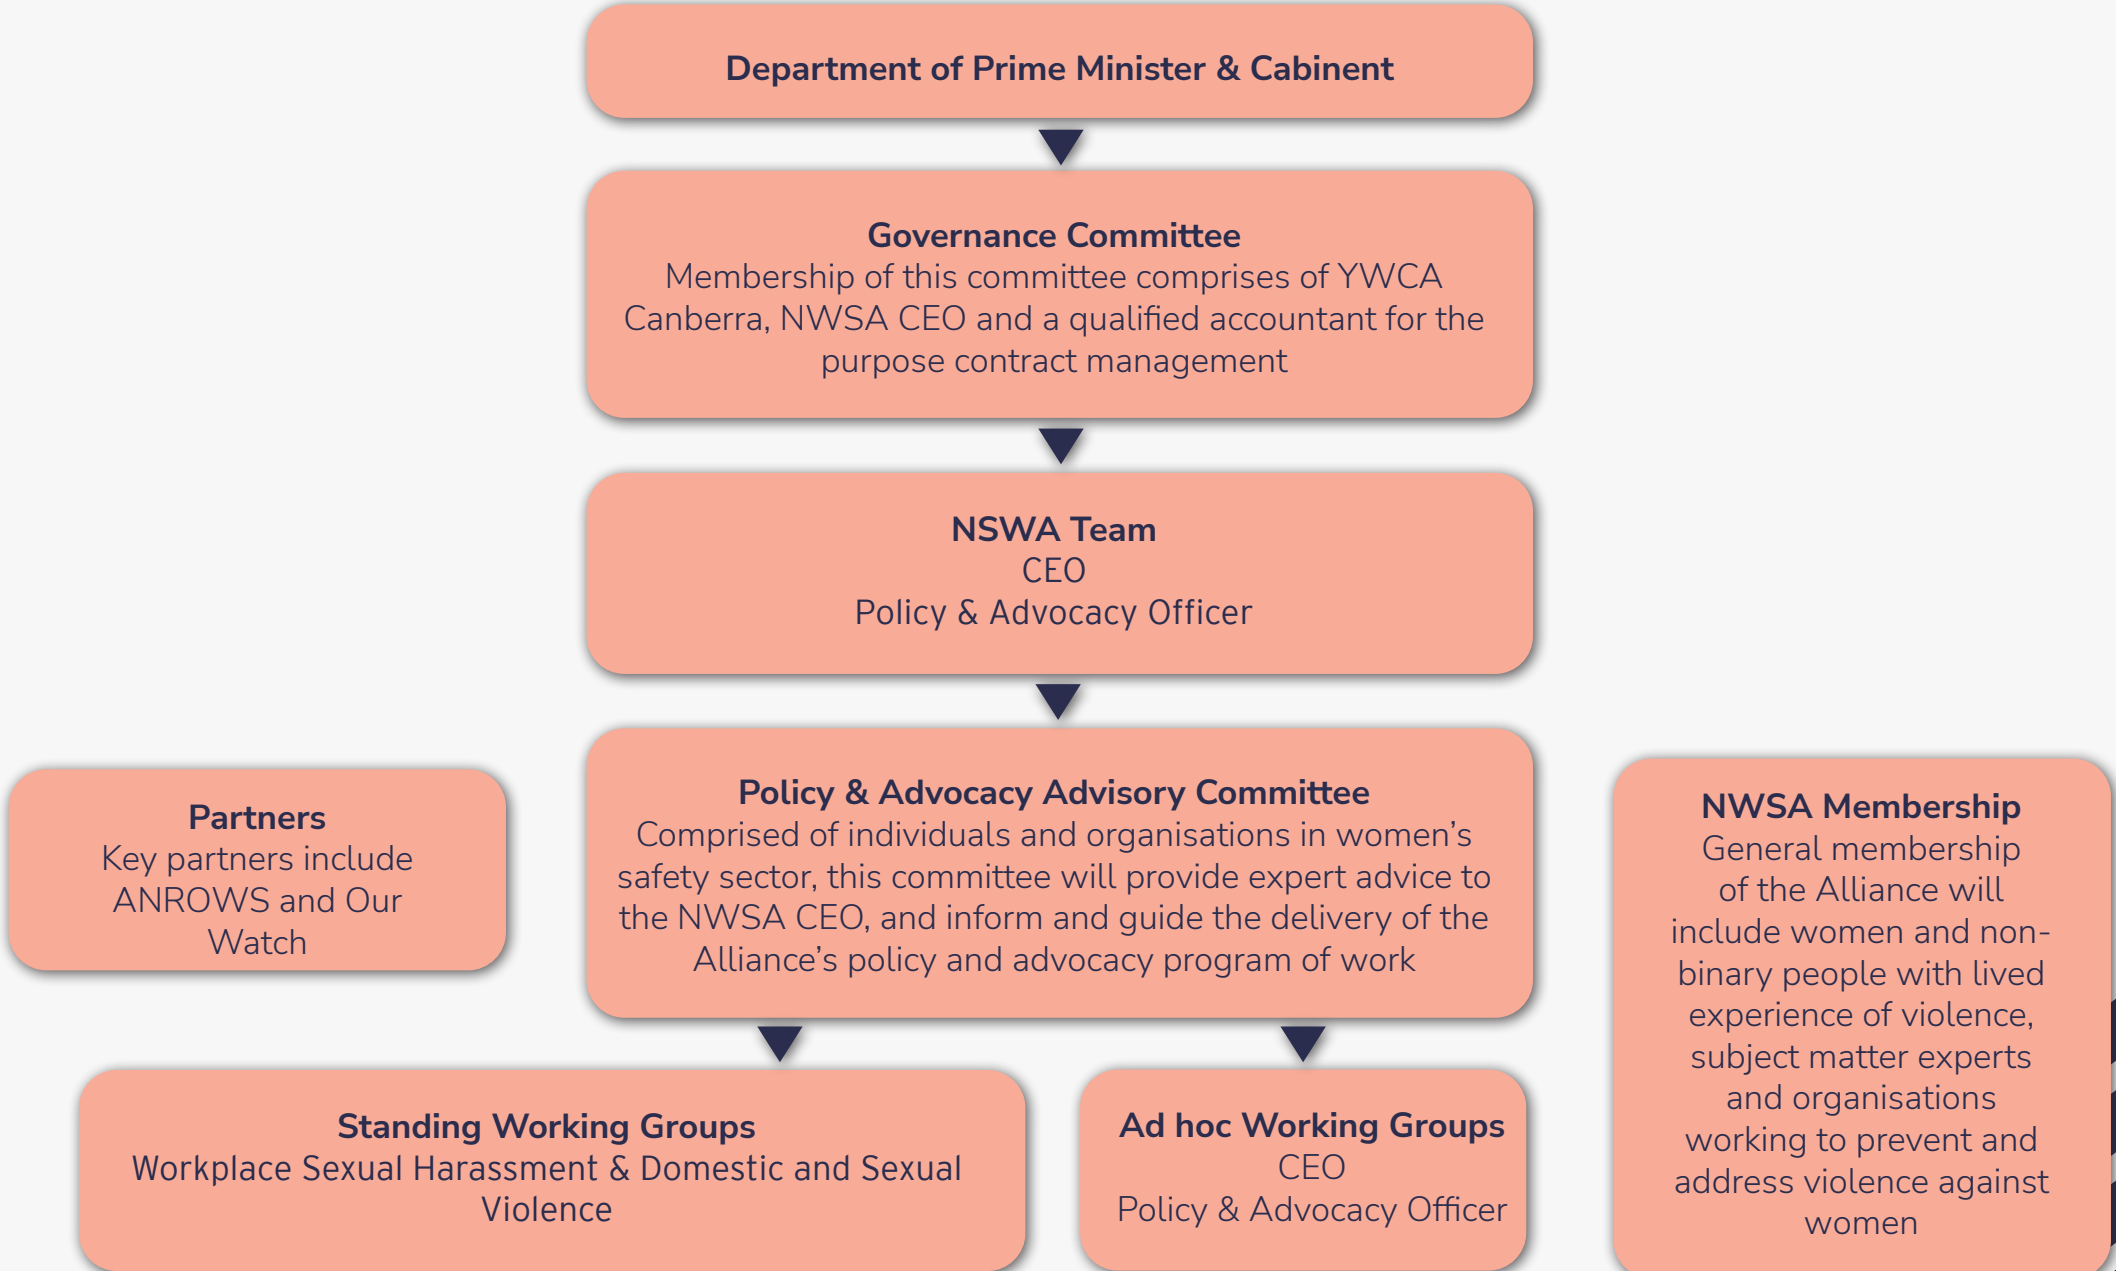 Department of Prime Minister & Cabinent
Governance Committee
Membership of this committee comprises of YWCA
Canberra, NWSA CEO and a qualified accountant for the
purpose contract management
NSWA Team
CEO
Policy & Advocacy Officer
Policy & Advocacy Advisory Committee
Comprised of individuals and organisations in women's
safety sector, this committee will provide expert advice to
the NWSA CEO, and inform and guide the delivery of the
Alliance's policy and advocacy program of work
Partners
Key partners include
ANROWS and Our
Watch
NWSA Membership
General membership
of the Alliance will
include women and non-
binary people with lived
experience of violence,
subject matter experts
and organisations
working to prevent and
address violence against
women
Standing Working Groups
Workplace Sexual Harassment & Domestic and Sexual
Violence
Ad hoc Working Groups
CEO
Policy & Advocacy Officer